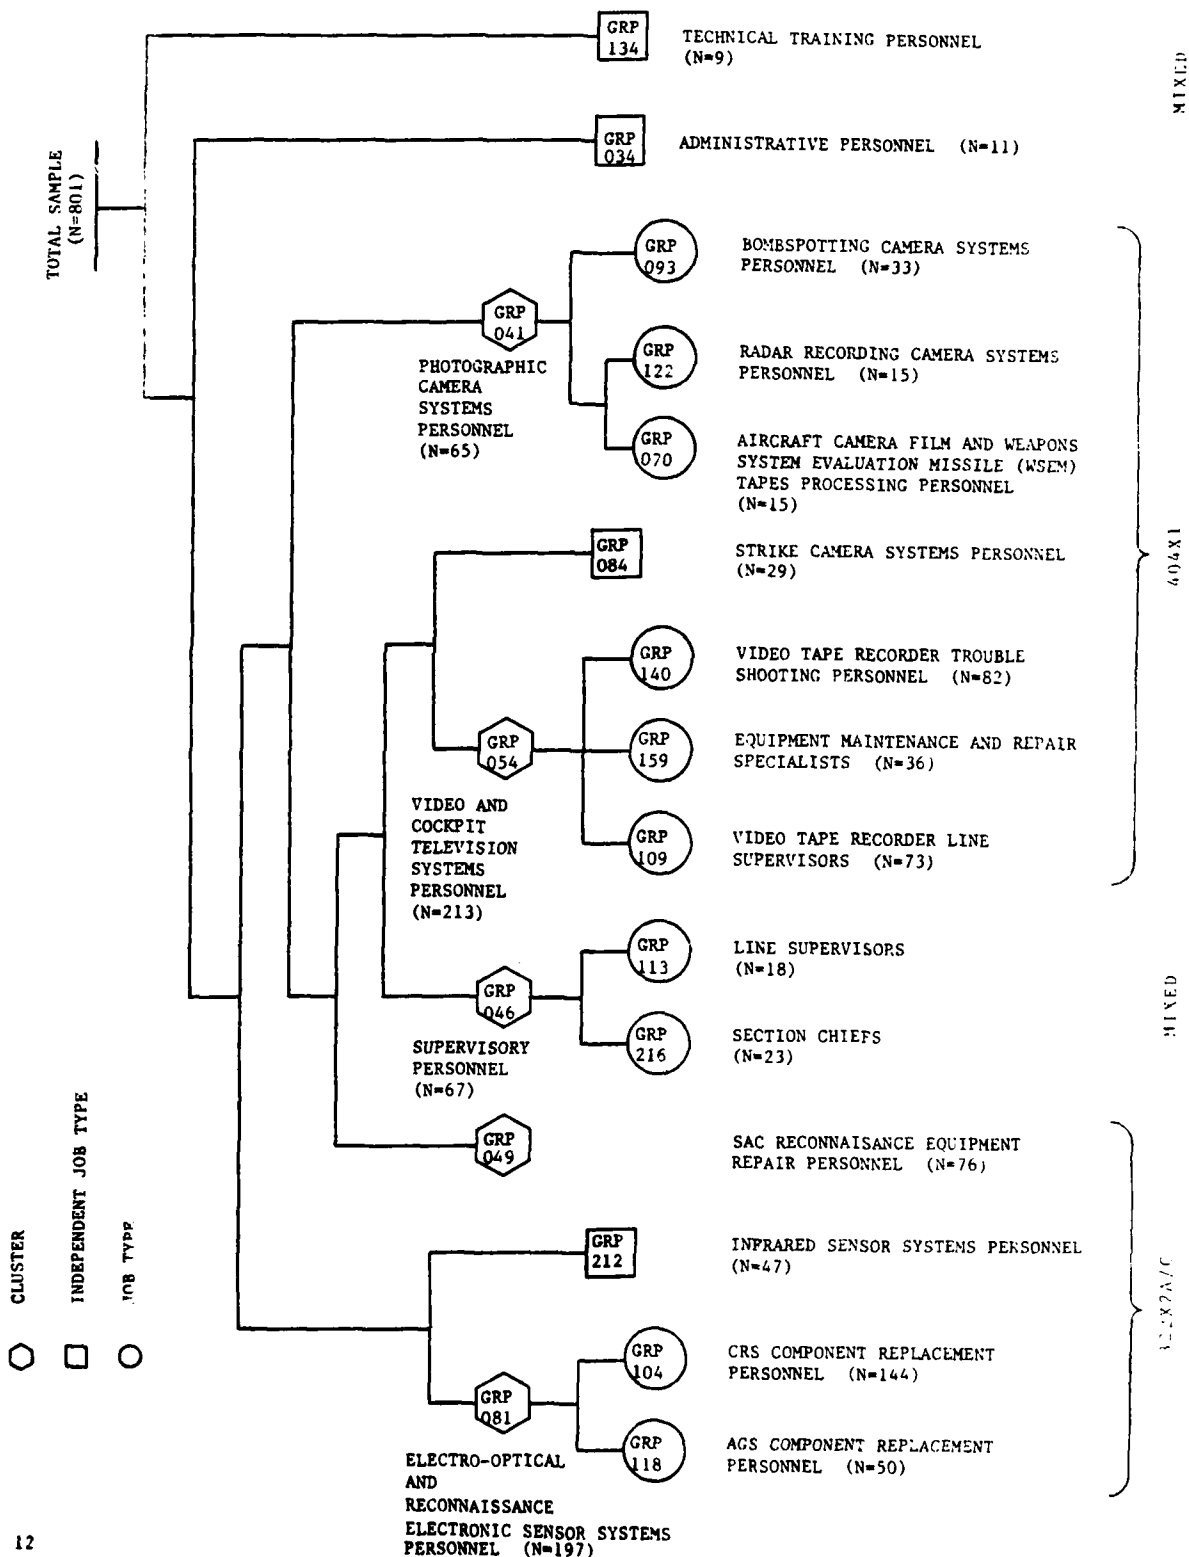 TOTAL SAMPLE
(N=801)
GRP
134
TECHNICAL TRAINING PERSONNEL
(N=9)
MIXED
GRP
034
ADMINISTRATIVE PERSONNEL (N=11)
GRP
041
PHOTOGRAPHIC
CAMERA
SYSTEMS
PERSONNEL
(N=65)
GRP
093
BOMBSPOTTING CAMERA SYSTEMS
PERSONNEL (N=33)
GRP
122
RADAR RECORDING CAMERA SYSTEMS
PERSONNEL (N=15)
GRP
070
AIRCRAFT CAMERA FILM AND WEAPONS
SYSTEM EVALUATION MISSILE (WSEM)
TAPES PROCESSING PERSONNEL
(N=15)
GRP
084
STRIKE CAMERA SYSTEMS PERSONNEL
(N=29)
404X1
GRP
054
VIDEO AND
COCKPIT
TELEVISION
SYSTEMS
PERSONNEL
(N=213)
GRP
140
VIDEO TAPE RECORDER TROUBLE
SHOOTING PERSONNEL (N=82)
GRP
159
EQUIPMENT MAINTENANCE AND REPAIR
SPECIALISTS (N=36)
GRP
109
VIDEO TAPE RECORDER LINE
SUPERVISORS (N=73)
GRP
046
SUPERVISORY
PERSONNEL
(N=67)
GRP
113
LINE SUPERVISORS
(N=18)
GRP
216
SECTION CHIEFS
(N=23)
MIXED
GRP
049
SAC RECONNAISANCE EQUIPMENT
REPAIR PERSONNEL (N=76)
GRP
212
INFRARED SENSOR SYSTEMS PERSONNEL
(N=47)
GRP
081
ELECTRO-OPTICAL
AND
RECONNAISSANCE
ELECTRONIC SENSOR SYSTEMS
PERSONNEL (N=197)
GRP
104
CRS COMPONENT REPLACEMENT
PERSONNEL (N=144)
GRP
118
AGS COMPONENT REPLACEMENT
PERSONNEL (N=50)
CLUSTER
INDEPENDENT JOB TYPE
JOB TYPE
12